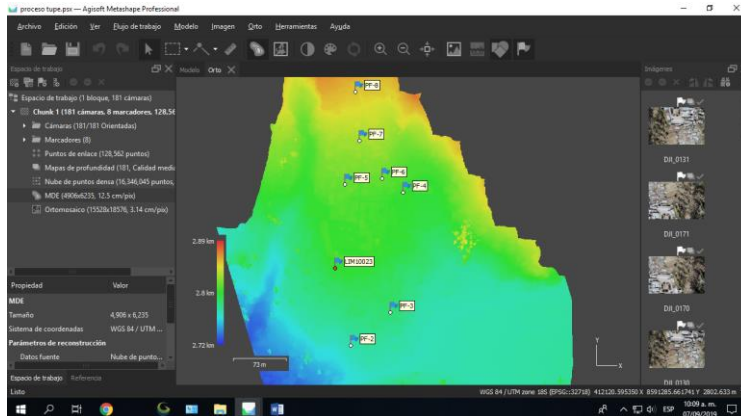 proceso tupe.psx — Agisoft Metashape Professional
Archivo Edición Ver Flujo de trabajo Modelo Imagen Orto Herramientas Ayuda
Espacio de trabajo
Modelo Orto
Imágenes
Espacio de trabajo (1 bloque, 181 cámaras)
Chunk 1 (181 cámaras, 8 marcadores, 128,56
Cámaras (181/181 Orientadas)
Marcadores (8)
Puntos de enlace (128,562 puntos)
Mapas de profundidad (181, Calidad media
Nube de puntos densa (16,346,045 puntos,
MDE (4906x6235, 12.5 cm/pix)
Ortomosaico (15528x18576, 3.14 cm/pix)
PF-8
PF-7
PF-6
PF-5
PF-4
LIM10023
PF-3
PF-2
2.89 km
2.8 km
2.72 km
73 m
Y
X
DJI_0131
DJI_0171
DJI_0170
DJI_0130
Propiedad Valor
MDE
Tamaño 4,906 x 6,235
Sistema de coordenadas WGS 84 / UTM ...
Parámetros de reconstrucción
Datos fuente Nube de punto...
Espacio de trabajo Referencia
Listo
WGS 84 / UTM zone 18S (EPSG::32718) 412120.595350 X 8591285.661741 Y 2802.633 m
ESP
10:09 a. m.
07/09/2019